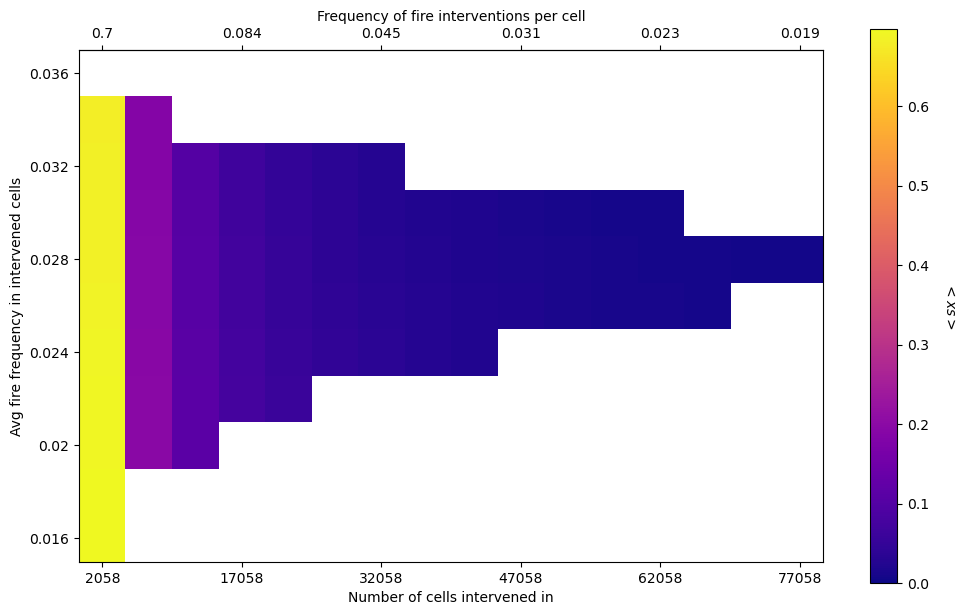 Frequency of fire interventions per cell
0.7 0.084 0.045 0.031 0.023 0.019
0.036
0.032
0.028
0.024
0.02
0.016
Avg fire frequency in intervened cells
2058 17058 32058 47058 62058 77058
Number of cells intervened in
0.6
0.5
0.4
0.3
0.2
0.1
0.0
< sx >